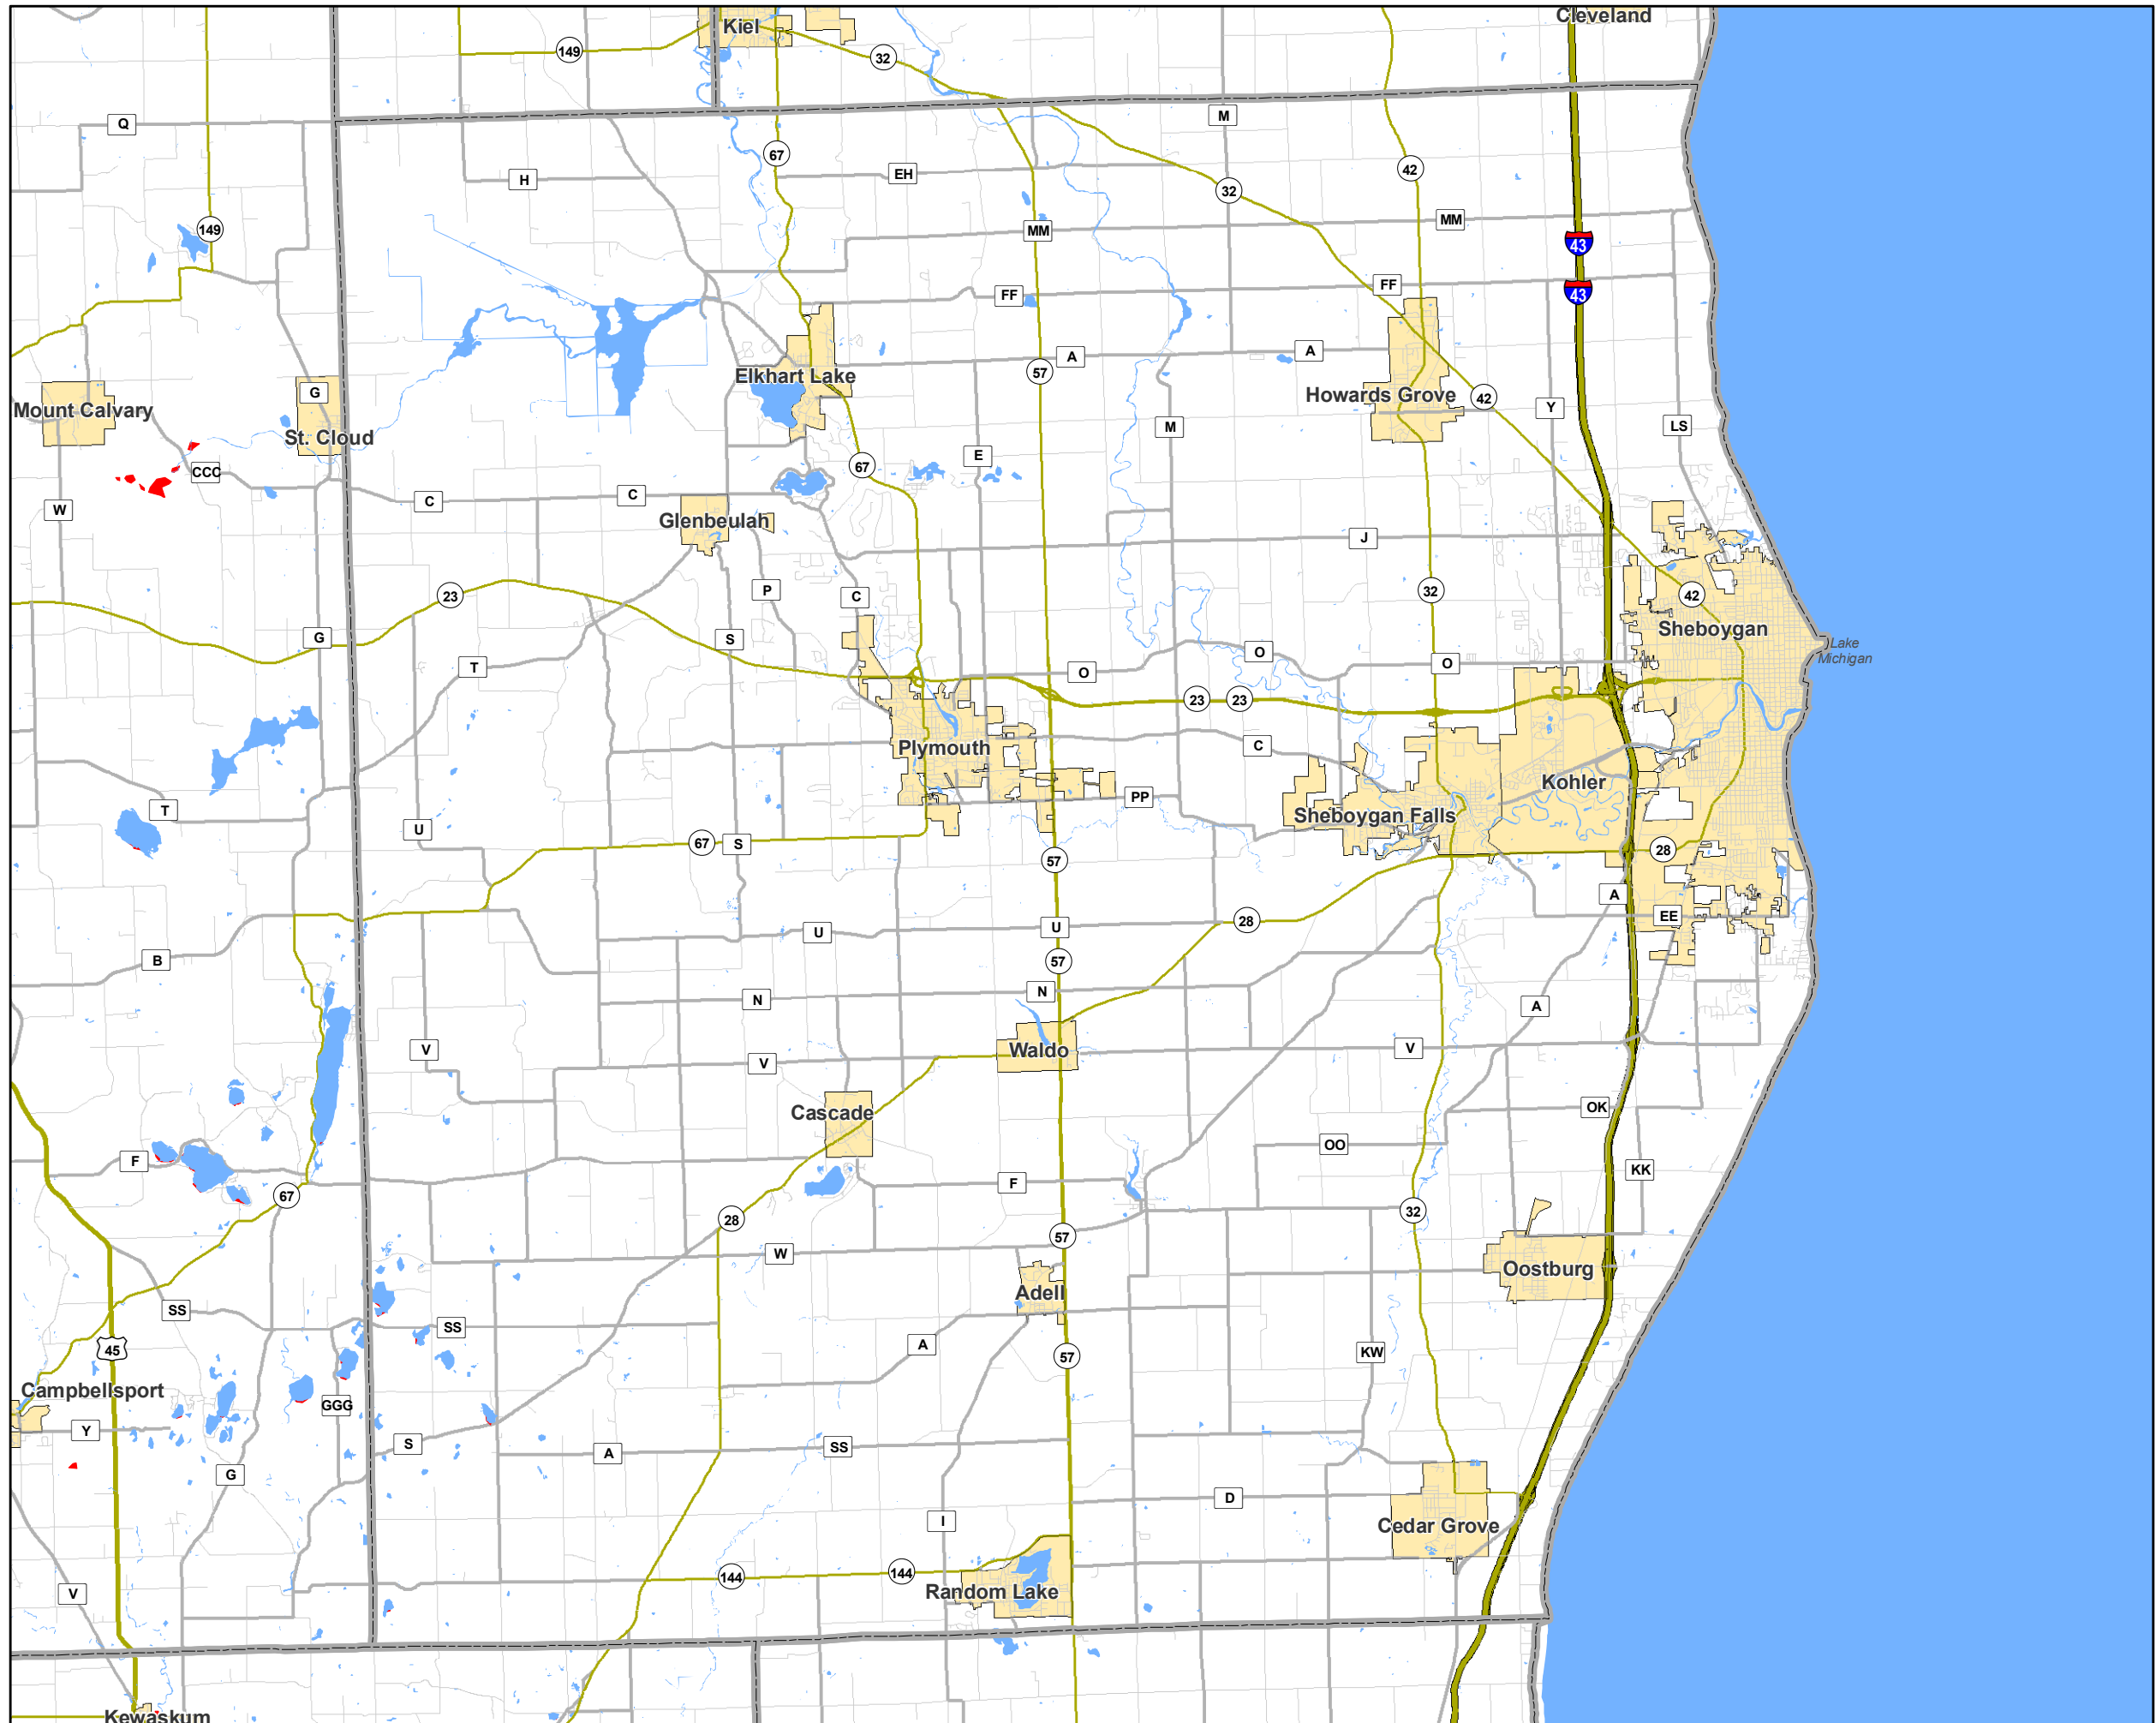 Cleveland
Kiel
149
32
M
Q
67
42
EH
H
32
MM
149
MM
43
FF
43
FF
A
A
57
Elkhart Lake
G
Howards Grove
42
Mount Calvary
Y
LS
St. Cloud
M
E
67
CCC
C
C
W
Glenbeulah
J
P
32
23
C
42
Sheboygan
G
S
O
Lake
Michigan
T
O
O
23
23
C
Plymouth
Kohler
PP
T
Sheboygan Falls
U
67
S
28
57
A
EE
28
U
U
B
57
N
N
A
V
Waldo
V
V
OK
Cascade
OO
F
KK
F
67
32
28
57
W
Oostburg
Adell
SS
SS
A
45
KW
57
Campbellsport
GGG
Y
S
SS
A
G
D
I
Cedar Grove
144
144
Random Lake
V
Kewaskum